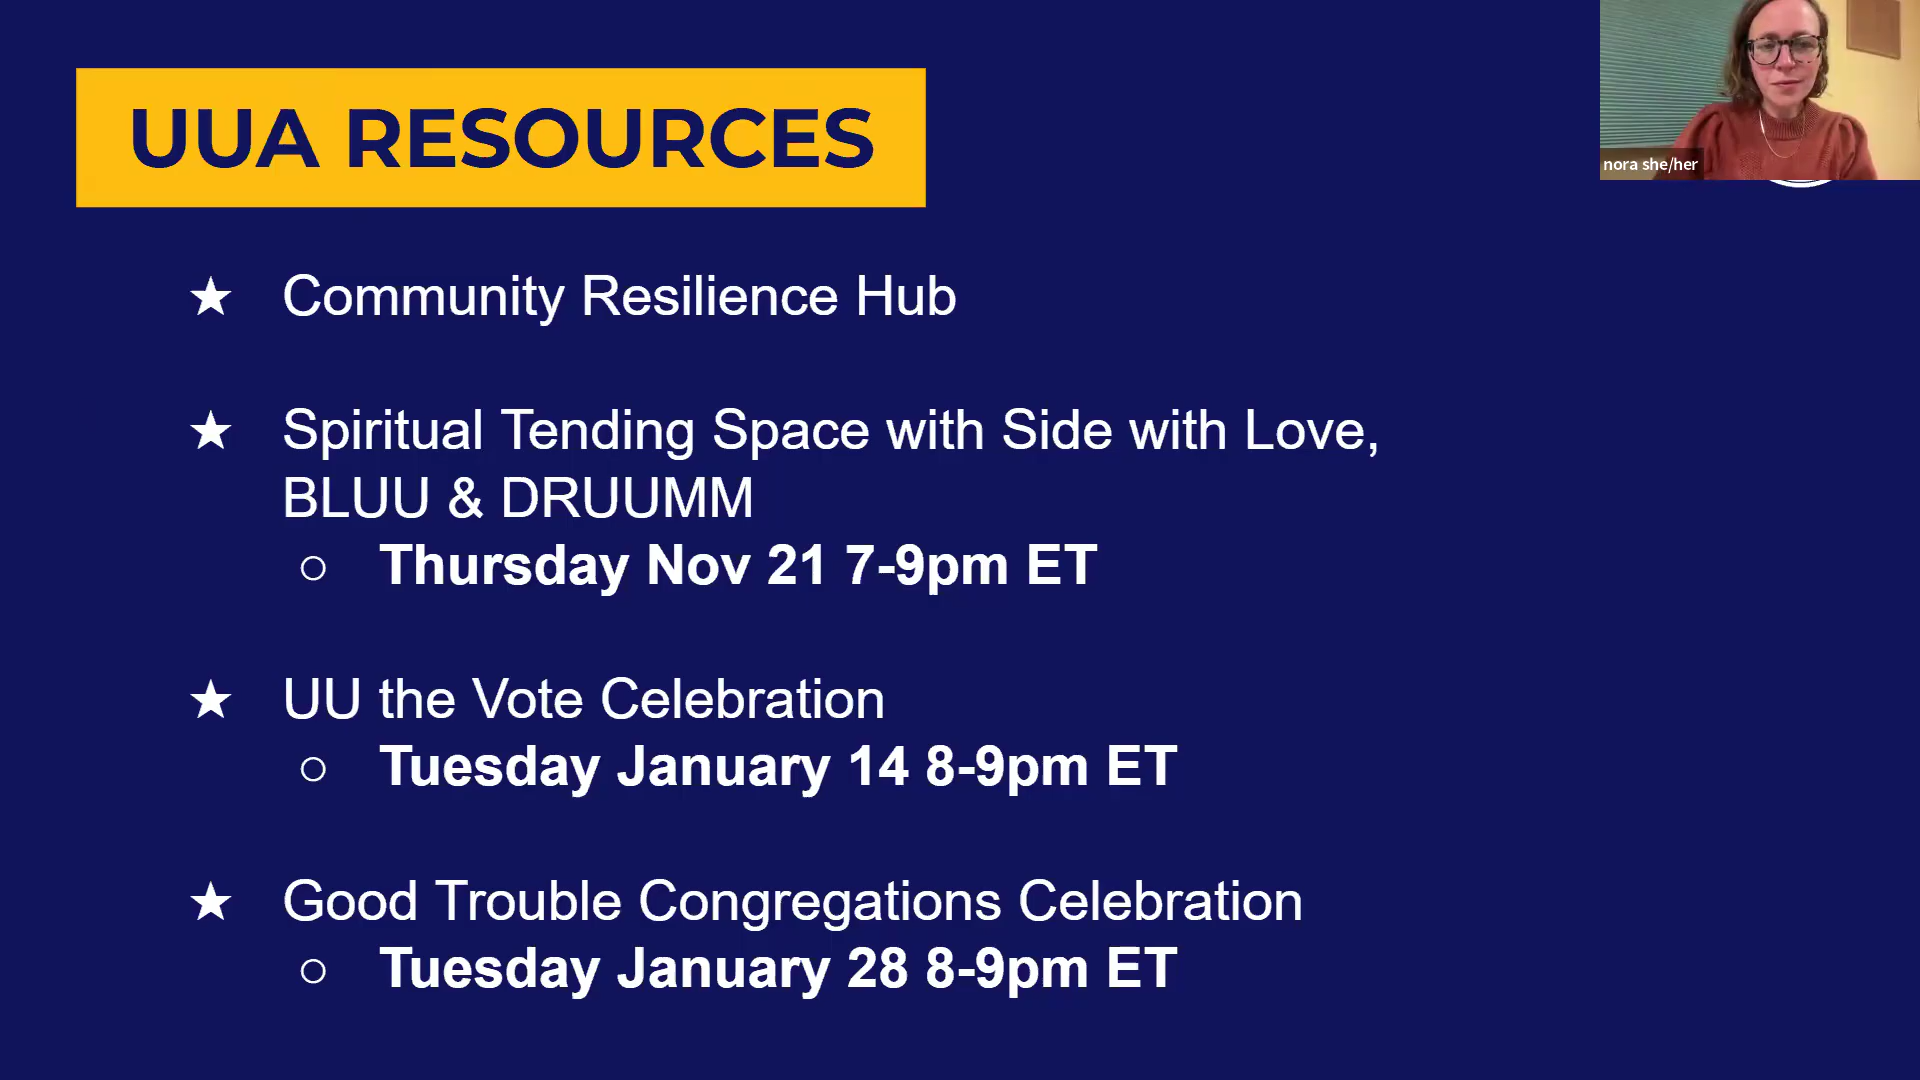 UUA RESOURCES
nora she/her
★ Community Resilience Hub
★ Spiritual Tending Space with Side with Love,
BLUU & DRUUMM
○ Thursday Nov 21 7-9pm ET
★ UU the Vote Celebration
○ Tuesday January 14 8-9pm ET
★ Good Trouble Congregations Celebration
○ Tuesday January 28 8-9pm ET